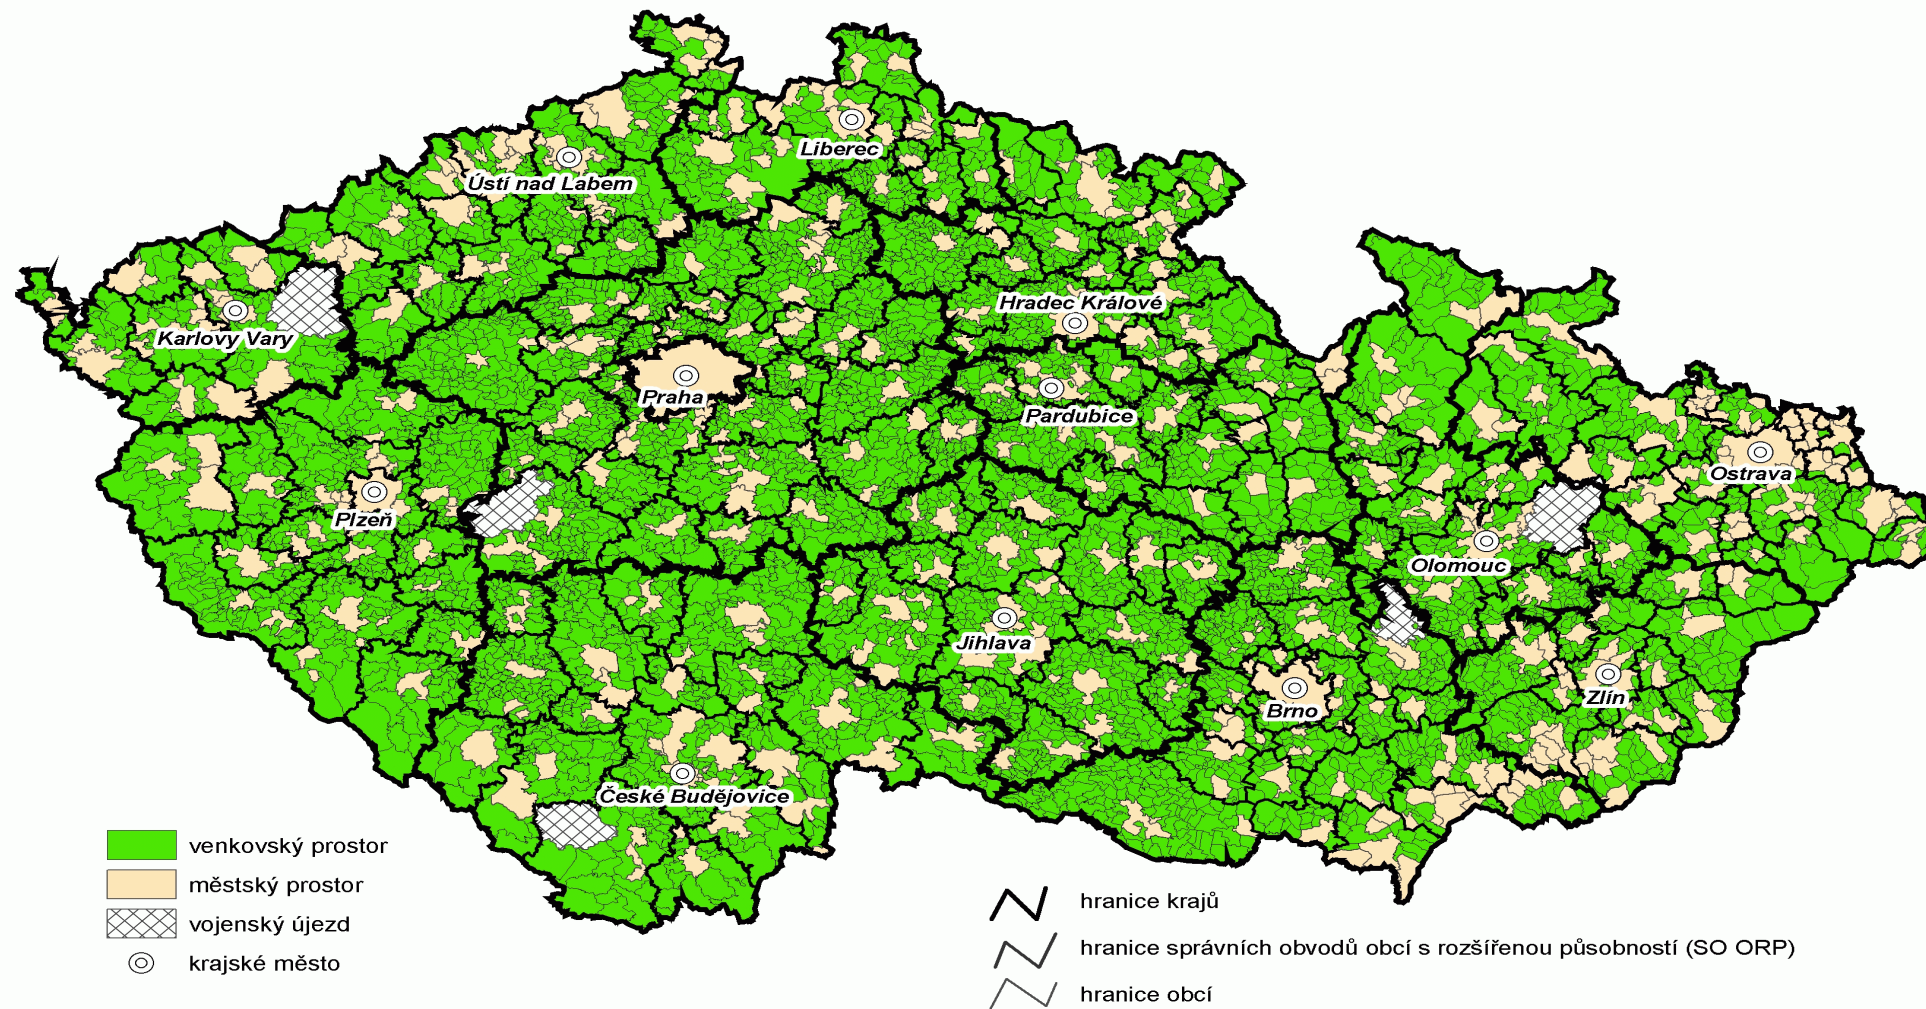 Liberec
Ústí nad Labem
Hradec Králové
Karlovy Vary
Praha
Pardubice
Ostrava
Plzeň
Olomouc
Jihlava
Zlín
Brno
České Budějovice
venkovský prostor
městský prostor
vojenský újezd
krajské město
hranice krajů
hranice správních obvodů obcí s rozšířenou působností (SO ORP)
hranice obcí